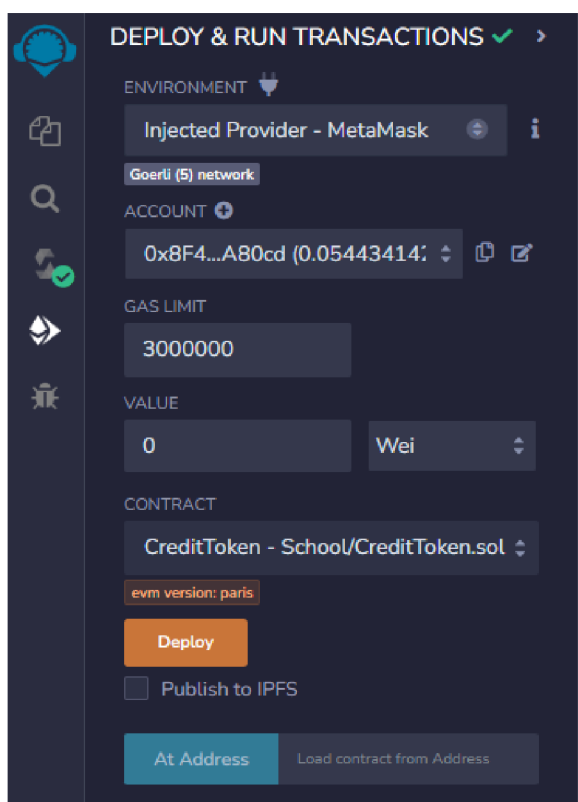 DEPLOY & RUN TRANSACTIONS
ENVIRONMENT
Injected Provider - MetaMask
Goerli (5) network
ACCOUNT
0x8F4...A80cd (0.054434142
GAS LIMIT
3000000
VALUE
0 Wei
CONTRACT
CreditToken - School/CreditToken.sol
evm version: paris
Deploy
Publish to IPFS
At Address Load contract from Address